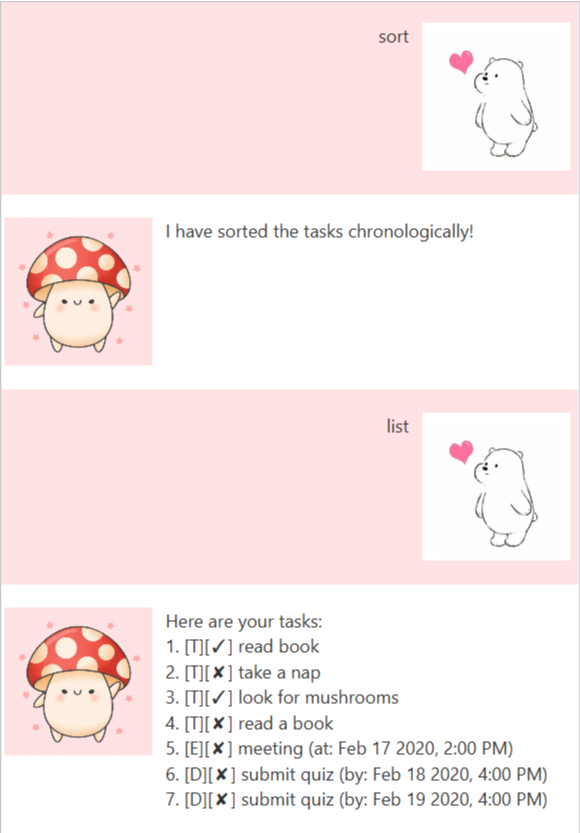 sort
I have sorted the tasks chronologically!
list
Here are your tasks:
1. [T][✓] read book
2. [T][✘] take a nap
3. [T][✓] look for mushrooms
4. [T][✘] read a book
5. [E][✘] meeting (at: Feb 17 2020, 2:00 PM)
6. [D][✘] submit quiz (by: Feb 18 2020, 4:00 PM)
7. [D][✘] submit quiz (by: Feb 19 2020, 4:00 PM)